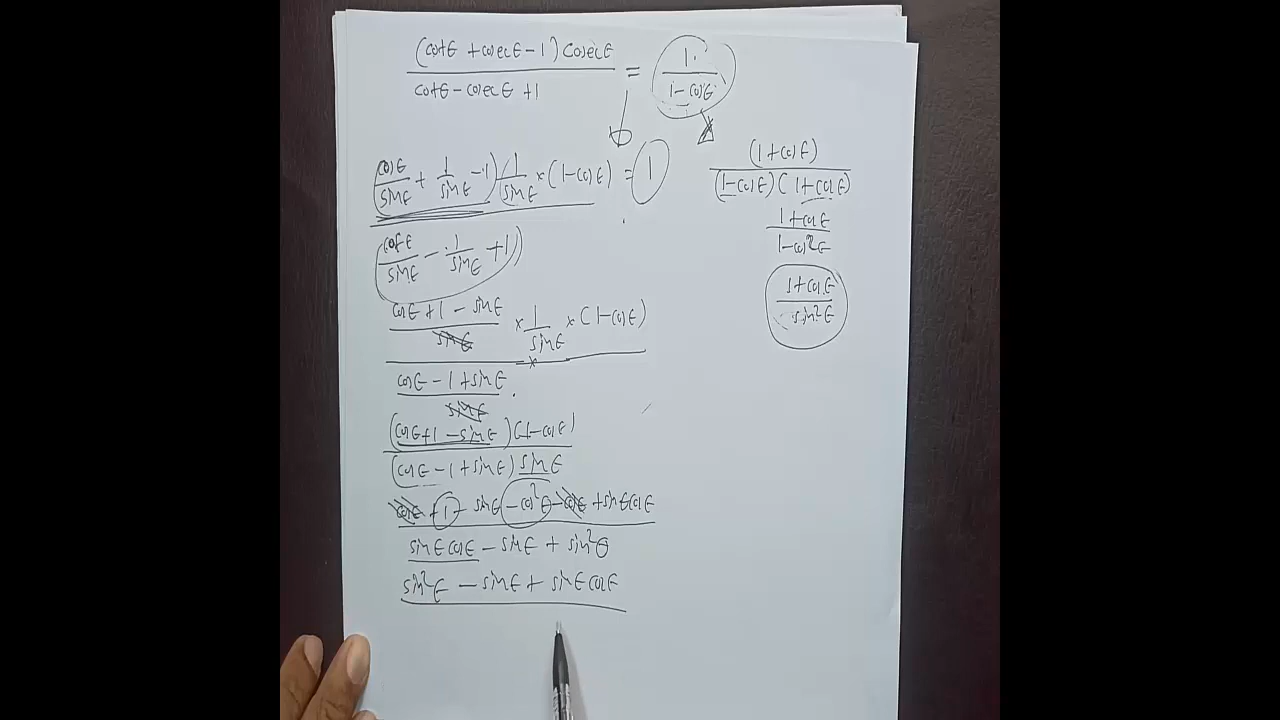 (cotθ + cosecθ - 1) cosecθ
cotθ - cosecθ + 1
= 1
1 - cosθ
cosθ/sinθ + 1/sinθ - 1) 1/sinθ × (1 - cosθ) = 1
cosθ/sinθ - 1/sinθ + 1)
cosθ + 1 - sinθ
sinθ
× 1/sinθ × (1 - cosθ)
cosθ - 1 + sinθ
sinθ
(cosθ + 1 - sinθ)(1 - cosθ)
(cosθ - 1 + sinθ) sinθ
cosθ + 1 - sinθ - cos²θ - cosθ + sinθcosθ
sinθcosθ - sinθ + sin²θ
sin²θ - sinθ + sinθcosθ
(1 + cosθ)
(1 - cosθ)(1 + cosθ)
1 + cosθ
1 - cos²θ
1 + cosθ
sin²θ